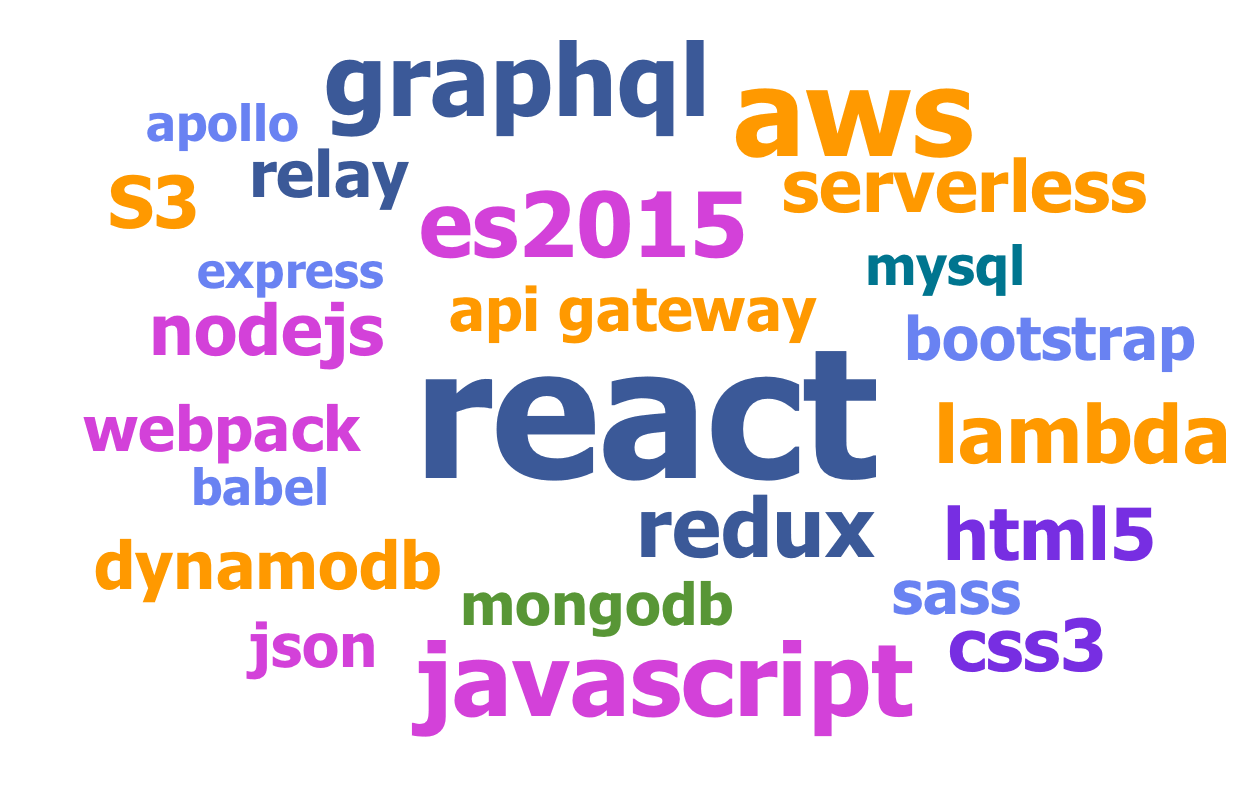 graphql
aws
apollo
relay
serverless
S3
es2015
mysql
express
api gateway
nodejs
bootstrap
react
webpack
lambda
babel
redux
html5
dynamodb
sass
mongodb
json
css3
javascript